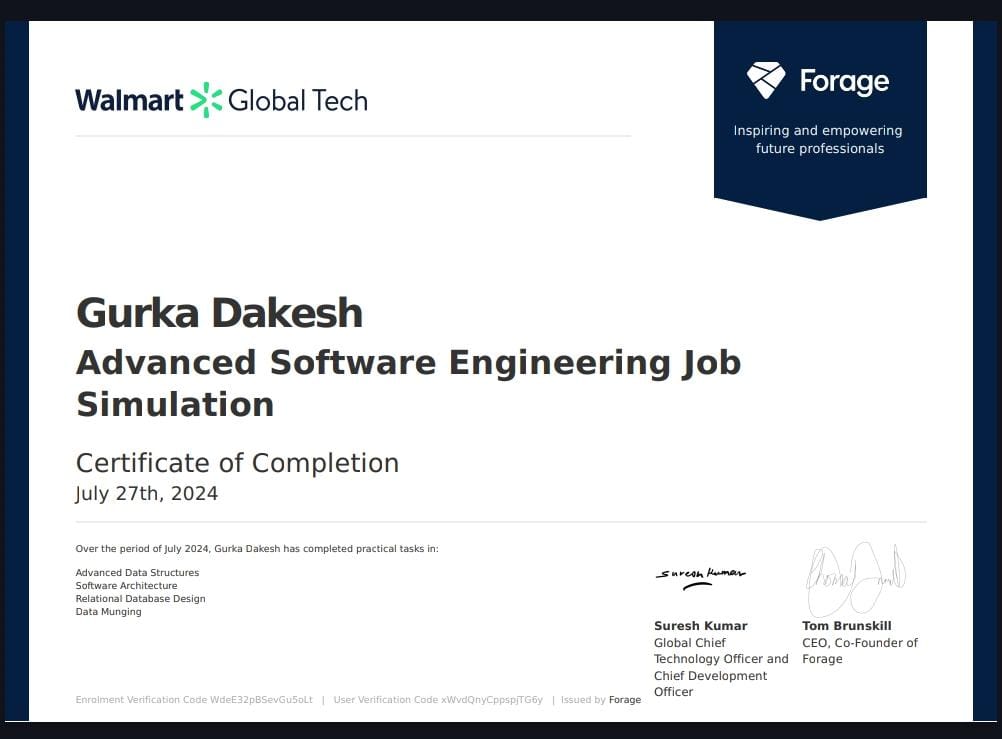 Walmart Global Tech
Forage
Inspiring and empowering
future professionals
Gurka Dakesh
Advanced Software Engineering Job
Simulation
Certificate of Completion
July 27th, 2024
Over the period of July 2024, Gurka Dakesh has completed practical tasks in:
Advanced Data Structures
Software Architecture
Relational Database Design
Data Munging
Suresh Kumar
Suresh Kumar
Global Chief
Technology Officer and
Chief Development
Officer
Tom Brunskill
CEO, Co-Founder of
Forage
Enrolment Verification Code WdeE32pBSevGu5oLt | User Verification Code xWvdQnyCppspjTG6y | Issued by Forage